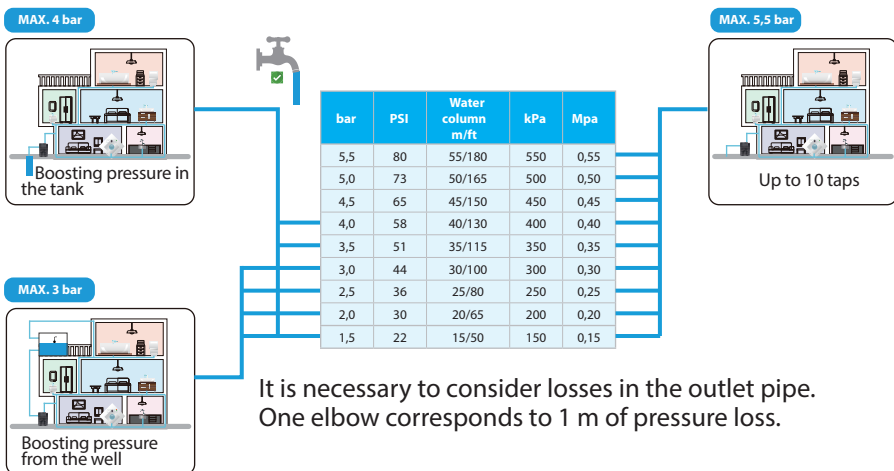 MAX. 4 bar
Boosting pressure in
the tank
MAX. 5,5 bar
Up to 10 taps
bar PSI Water column m/ft kPa Mpa
5,5 80 55/180 550 0,55
5,0 73 50/165 500 0,50
4,5 65 45/150 450 0,45
4,0 58 40/130 400 0,40
3,5 51 35/115 350 0,35
3,0 44 30/100 300 0,30
2,5 36 25/80 250 0,25
2,0 30 20/65 200 0,20
1,5 22 15/50 150 0,15
MAX. 3 bar
Boosting pressure
from the well
It is necessary to consider losses in the outlet pipe.
One elbow corresponds to 1 m of pressure loss.